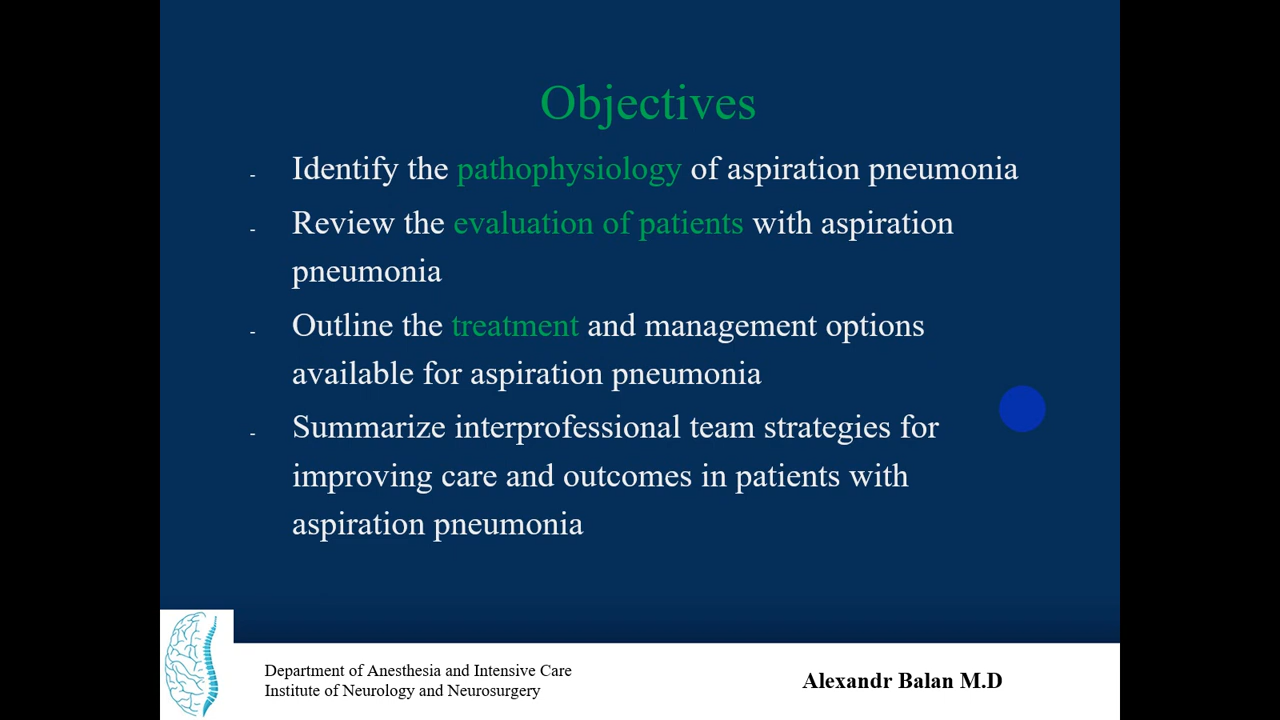 Objectives
- Identify the pathophysiology of aspiration pneumonia
- Review the evaluation of patients with aspiration
pneumonia
- Outline the treatment and management options
available for aspiration pneumonia
- Summarize interprofessional team strategies for
improving care and outcomes in patients with
aspiration pneumonia
Department of Anesthesia and Intensive Care
Institute of Neurology and Neurosurgery
Alexandr Balan M.D